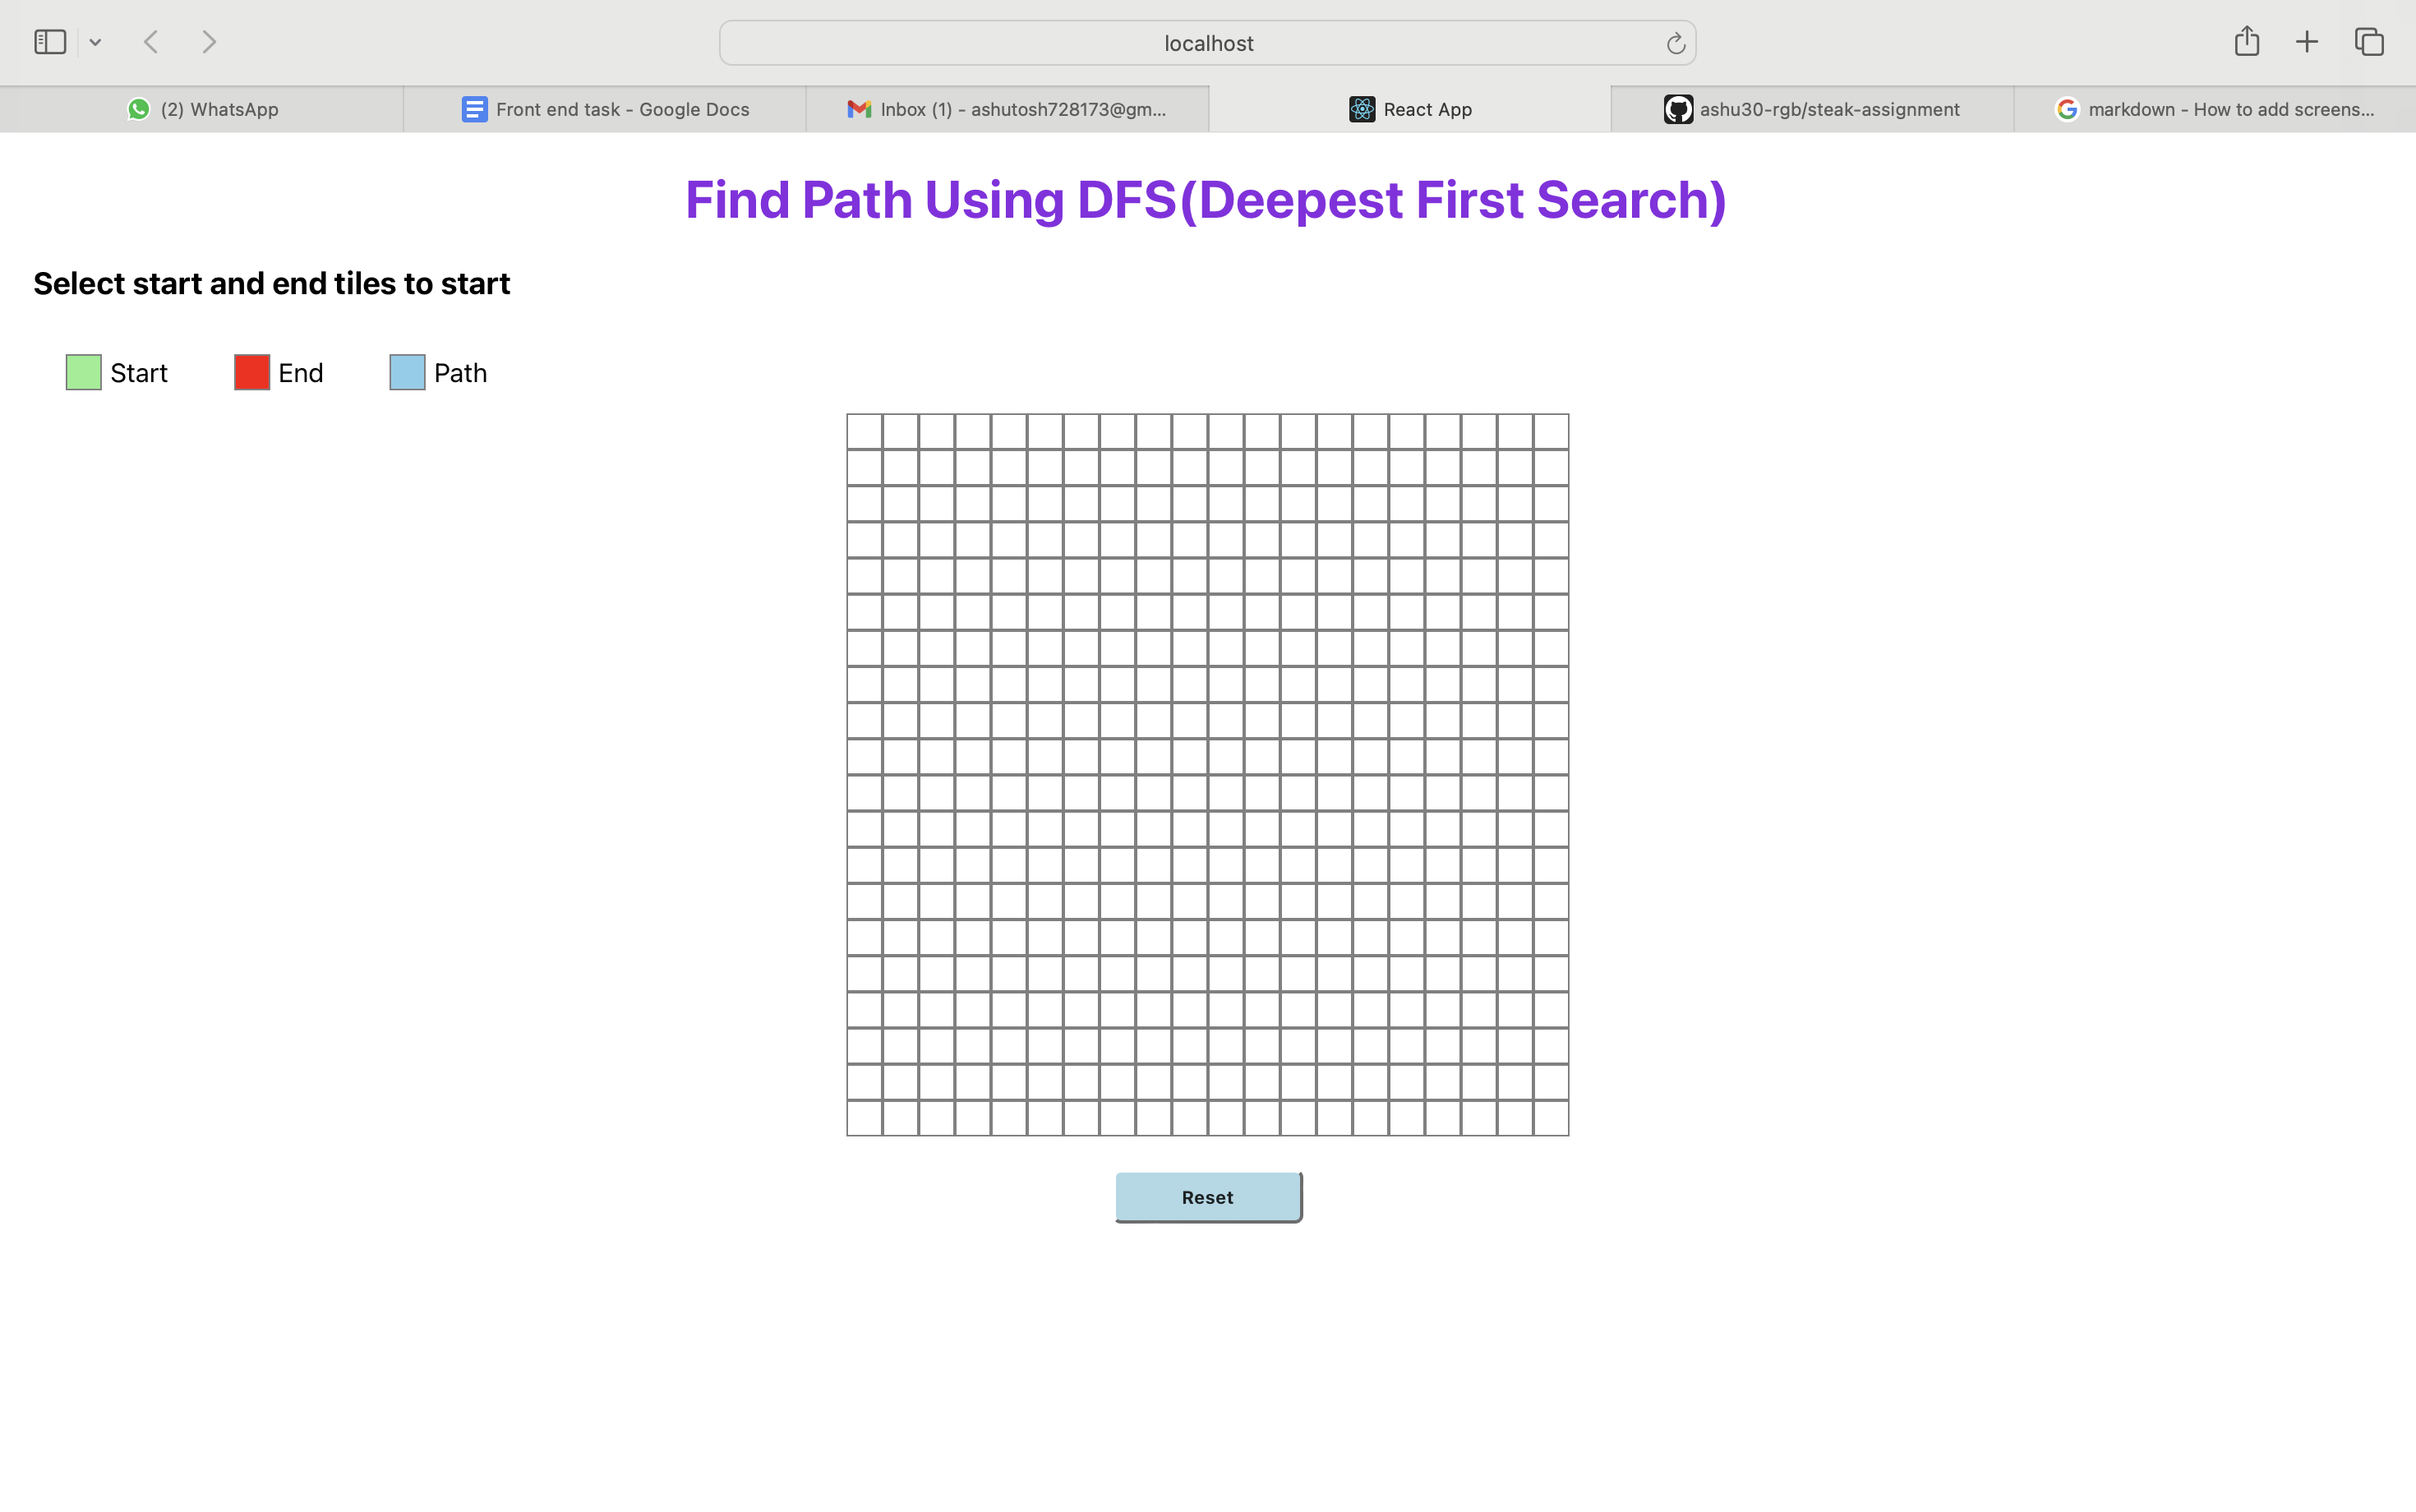 localhost
(2) WhatsApp
Front end task - Google Docs
Inbox (1) - ashutosh728173@gm...
React App
ashu30-rgb/steak-assignment
markdown - How to add screens...
Find Path Using DFS(Deepest First Search)
Select start and end tiles to start
Start
End
Path
Reset